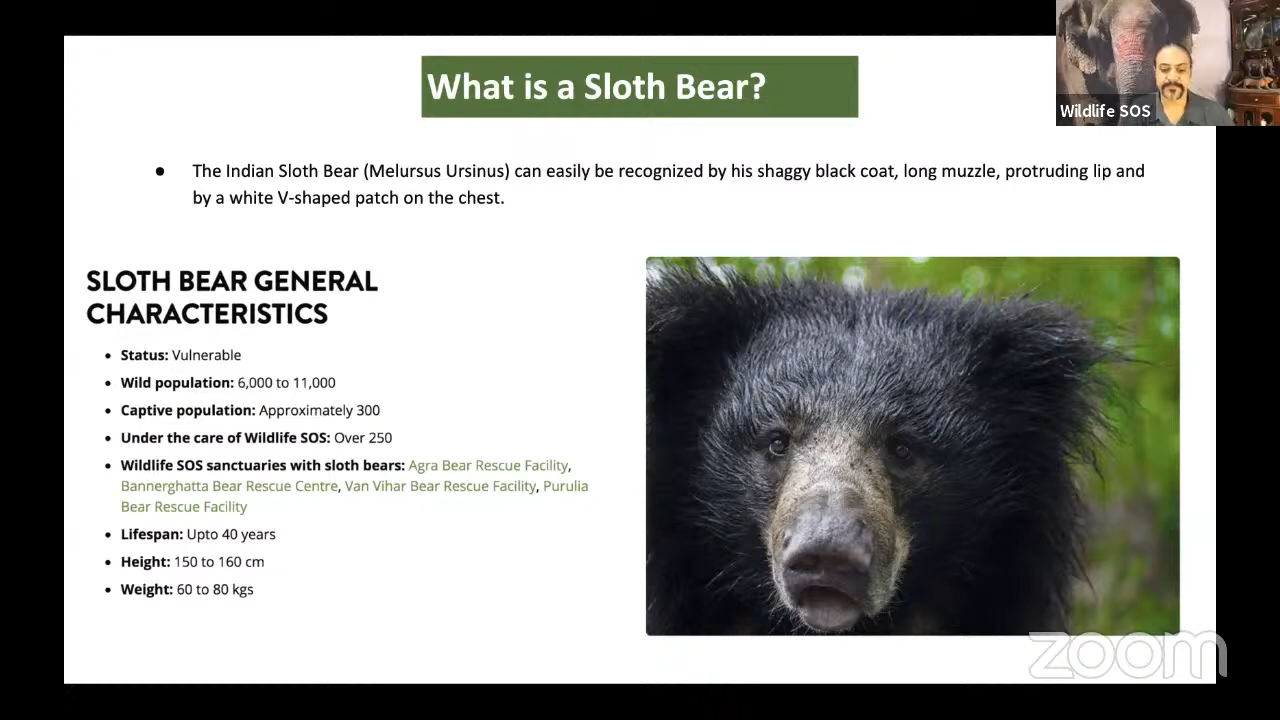 What is a Sloth Bear?
Wildlife SOS
● The Indian Sloth Bear (Melursus Ursinus) can easily be recognized by his shaggy black coat, long muzzle, protruding lip and
by a white V-shaped patch on the chest.
SLOTH BEAR GENERAL
CHARACTERISTICS
• Status: Vulnerable
• Wild population: 6,000 to 11,000
• Captive population: Approximately 300
• Under the care of Wildlife SOS: Over 250
• Wildlife SOS sanctuaries with sloth bears: Agra Bear Rescue Facility,
Bannerghatta Bear Rescue Centre, Van Vihar Bear Rescue Facility, Purulia
Bear Rescue Facility
• Lifespan: Upto 40 years
• Height: 150 to 160 cm
• Weight: 60 to 80 kgs
zoom